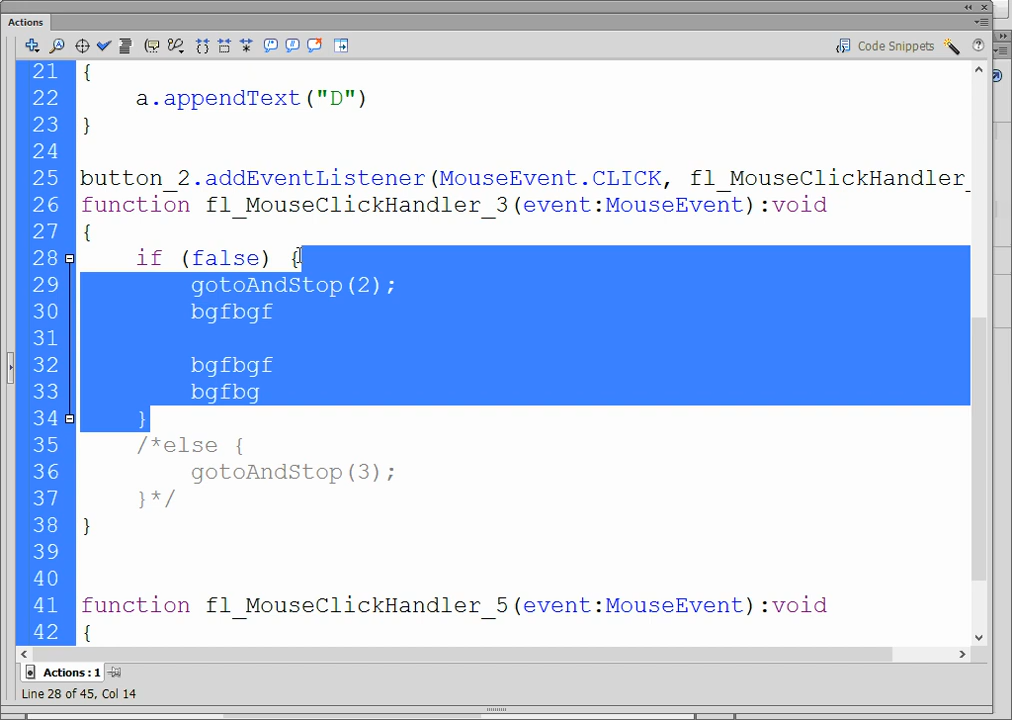 Actions
Code Snippets
21 {
22 a.appendText("D")
23 }
24
25 button_2.addEventListener(MouseEvent.CLICK, fl_MouseClickHandler_
26 function fl_MouseClickHandler_3(event:MouseEvent):void
27 {
28 if (false) {
29 gotoAndStop(2);
30 bgfbgf
31
32 bgfbgf
33 bgfbg
34 }
35 /*else {
36 gotoAndStop(3);
37 }*/
38 }
39
40
41 function fl_MouseClickHandler_5(event:MouseEvent):void
42 {
Actions : 1
Line 28 of 45, Col 14